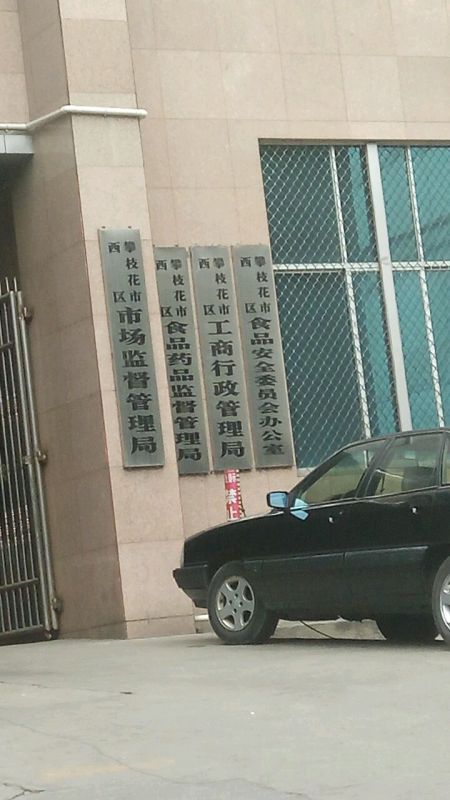 攀枝花市西区市场监督管理局
攀枝花市西区食品药品监督管理局
攀枝花市西区工商行政管理局
攀枝花市西区食品安全委员会办公室
禁止